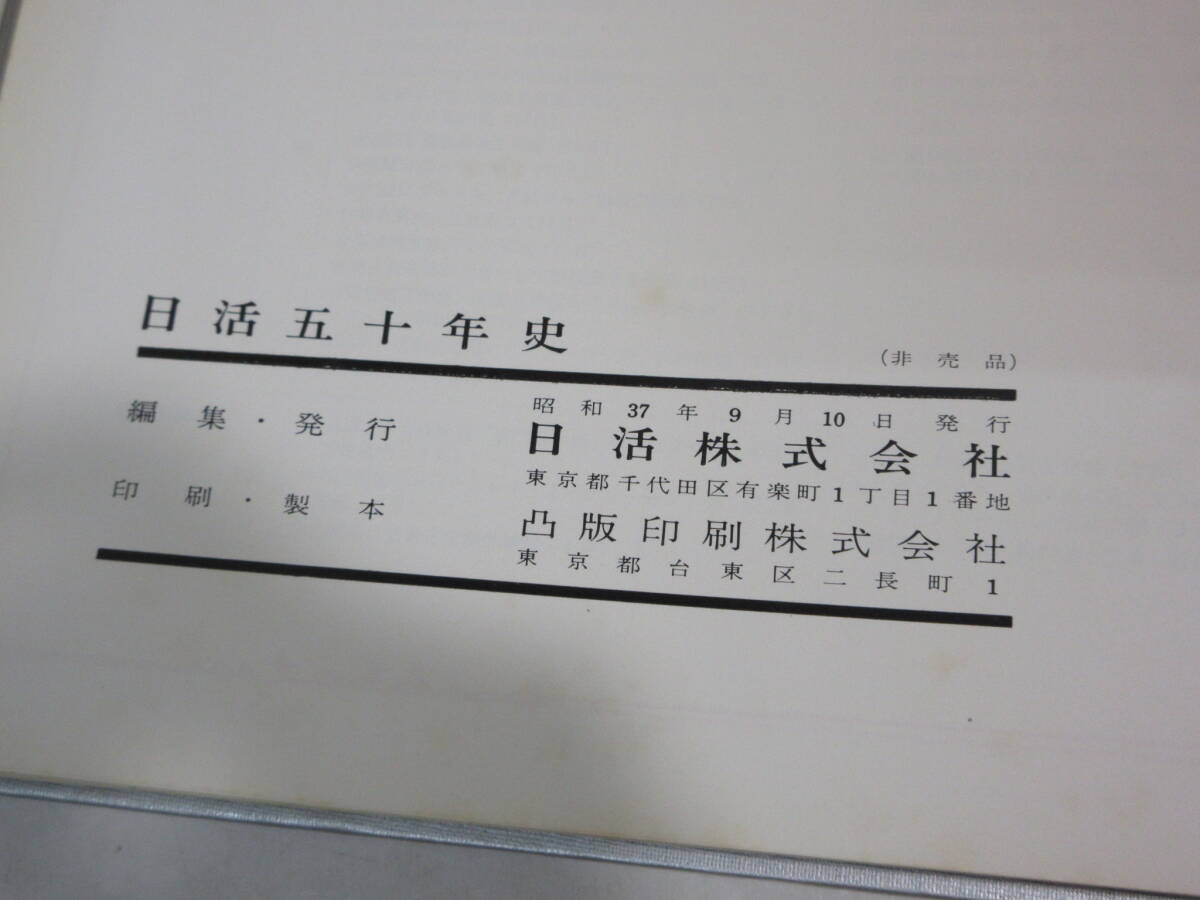 日活五十年史
(非売品)
編集・発行
昭和37年9月10日 発行
日活株式会社
東京都千代田区有楽町1丁目1番地
印刷・製本
凸版印刷株式会社
東京都台東区二長町1